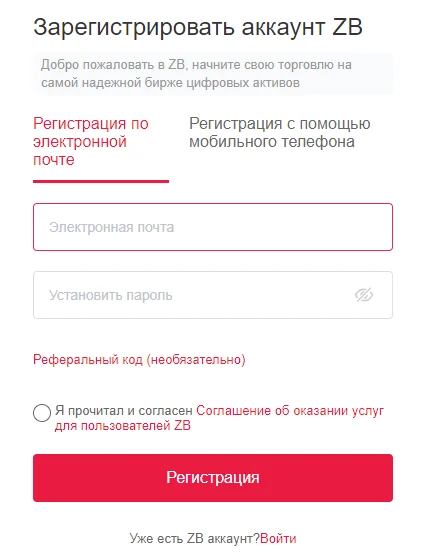 Зарегистрировать аккаунт ZB
Добро пожаловать в ZB, начните свою торговлю на
самой надежной бирже цифровых активов
Регистрация по
электронной
почте
Регистрация с помощью
мобильного телефона
Электронная почта
Установить пароль
Реферальный код (необязательно)
Я прочитал и согласен Соглашение об оказании услуг
для пользователей ZB
Регистрация
Уже есть ZB аккаунт?Войти